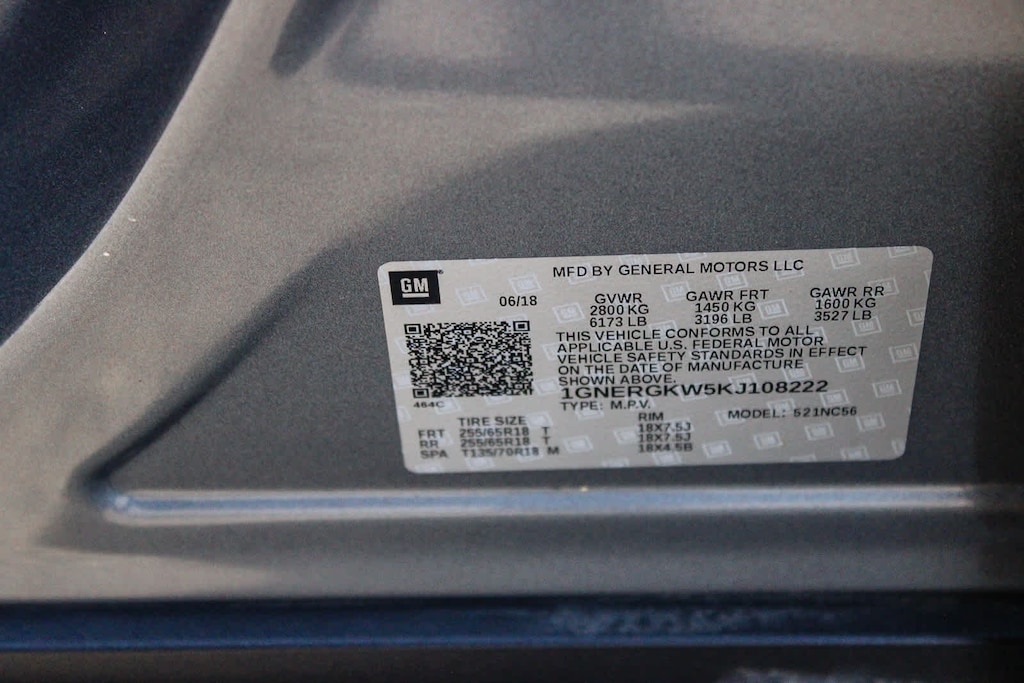 GM
MFD BY GENERAL MOTORS LLC
06/18
GVWR GAWR FRT GAWR RR
2800 KG 1450 KG 1600 KG
6173 LB 3196 LB 3527 LB
THIS VEHICLE CONFORMS TO ALL
APPLICABLE U.S. FEDERAL MOTOR
VEHICLE SAFETY STANDARDS IN EFFECT
ON THE DATE OF MANUFACTURE
SHOWN ABOVE.
1GNERGKW5KJ108222
464C
TYPE: M.P.V. MODEL: 521NC56
TIRE SIZE RIM
FRT 255/65R18 T 18X7.5J
RR 255/65R18 T 18X7.5J
SPA T135/70R18 M 18X4.5B